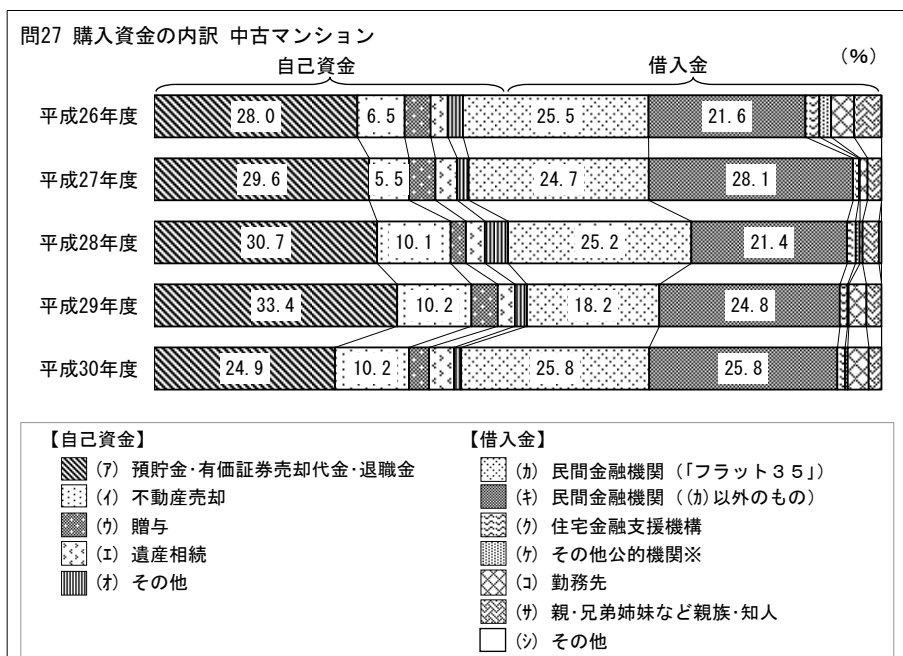 問27 購入資金の内訳 中古マンション
(%)
自己資金 借入金
平成26年度 28.0 6.5 25.5 21.6
平成27年度 29.6 5.5 24.7 28.1
平成28年度 30.7 10.1 25.2 21.4
平成29年度 33.4 10.2 18.2 24.8
平成30年度 24.9 10.2 25.8 25.8
【自己資金】
(ｱ) 預貯金･有価証券売却代金･退職金
(ｲ) 不動産売却
(ｳ) 贈与
(ｴ) 遺産相続
(ｵ) その他
【借入金】
(ｶ) 民間金融機関（｢フラット３５｣）
(ｷ) 民間金融機関（(ｶ)以外のもの）
(ｸ) 住宅金融支援機構
(ｹ) その他公的機関※
(ｺ) 勤務先
(ｻ) 親･兄弟姉妹など親族･知人
(ｼ) その他